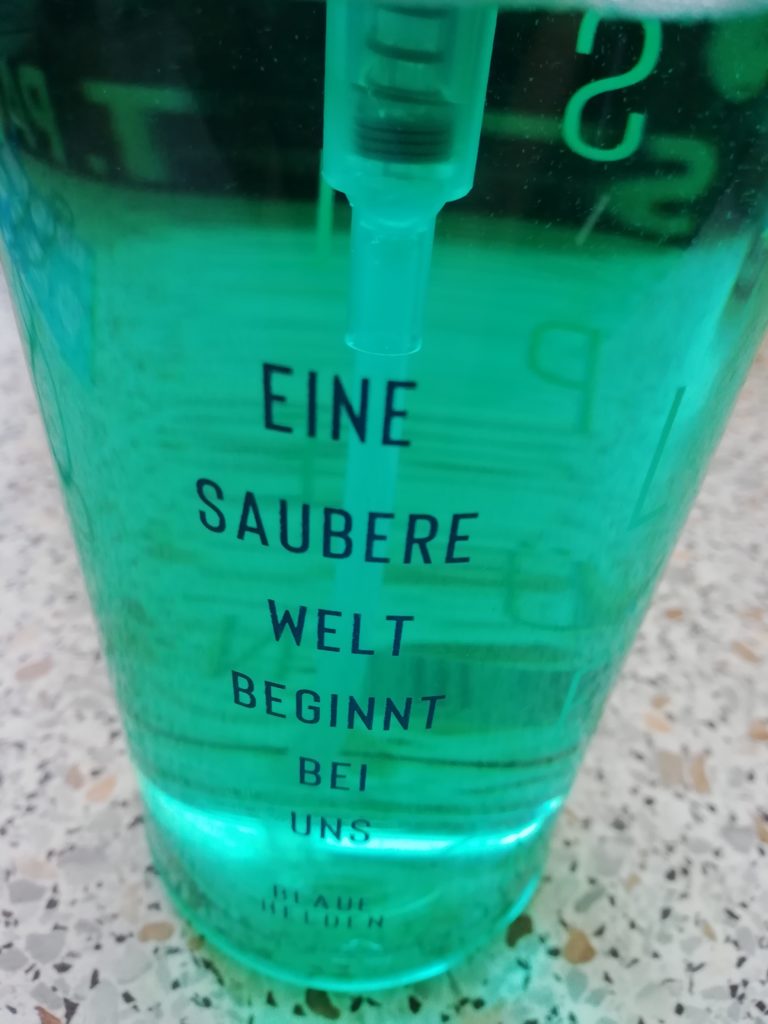 EINE
SAUBERE
WELT
BEGINNT
BEI
UNS
BLAUE
HELDEN